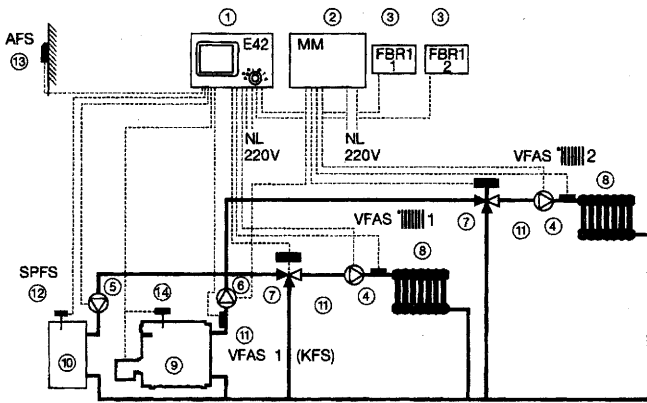 ① ② ③ ③
AFS
⑬
E42
MM
FBR1
1
FBR1
2
NL
220V
NL
220V
VFAS 2
⑧
⑦
⑪
④
VFAS 1
⑧
SPFS
⑫
⑤
⑭
⑥
⑦
⑪
④
⑩
⑨
⑪
VFAS 1 (KFS)